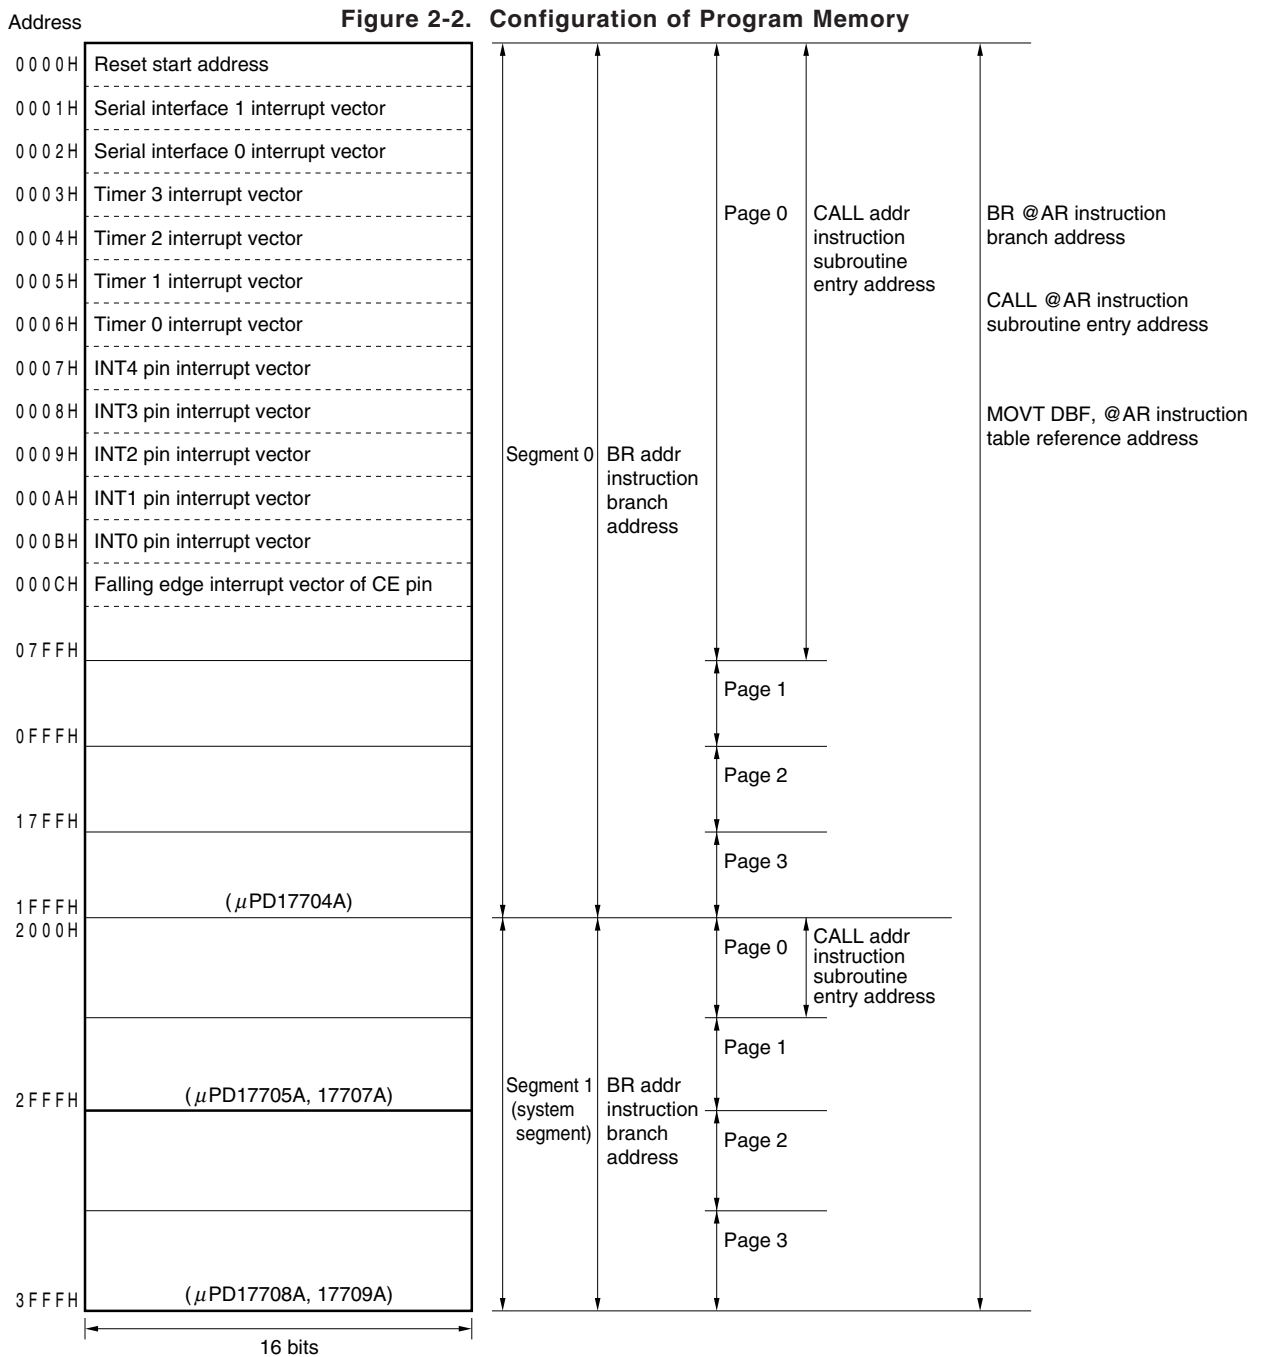 Figure 2-2. Configuration of Program Memory
Address
0000H Reset start address
0001H Serial interface 1 interrupt vector
0002H Serial interface 0 interrupt vector
0003H Timer 3 interrupt vector
0004H Timer 2 interrupt vector
0005H Timer 1 interrupt vector
0006H Timer 0 interrupt vector
0007H INT4 pin interrupt vector
0008H INT3 pin interrupt vector
0009H INT2 pin interrupt vector
000AH INT1 pin interrupt vector
000BH INT0 pin interrupt vector
000CH Falling edge interrupt vector of CE pin
07FFH
0FFFH
17FFH
1FFFH
(μPD17704A)
2000H
2FFFH
(μPD17705A, 17707A)
3FFFH
(μPD17708A, 17709A)
16 bits
Segment 0
BR addr
instruction
branch
address
Page 0
CALL addr
instruction
subroutine
entry address
Page 1
Page 2
Page 3
Segment 1
(system
segment)
BR addr
instruction
branch
address
Page 0
CALL addr
instruction
subroutine
entry address
Page 1
Page 2
Page 3
BR @AR instruction
branch address
CALL @AR instruction
subroutine entry address
MOVT DBF, @AR instruction
table reference address